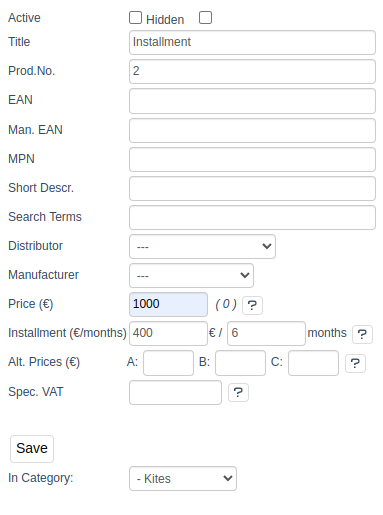 Active Hidden
Title Installment
Prod.No. 2
EAN
Man. EAN
MPN
Short Descr.
Search Terms
Distributor ---
Manufacturer ---
Price (€) 1000 ( 0 ) ?
Installment (€/months) 400 € / 6 months ?
Alt. Prices (€) A: B: C: ?
Spec. VAT ?
Save
In Category: - Kites